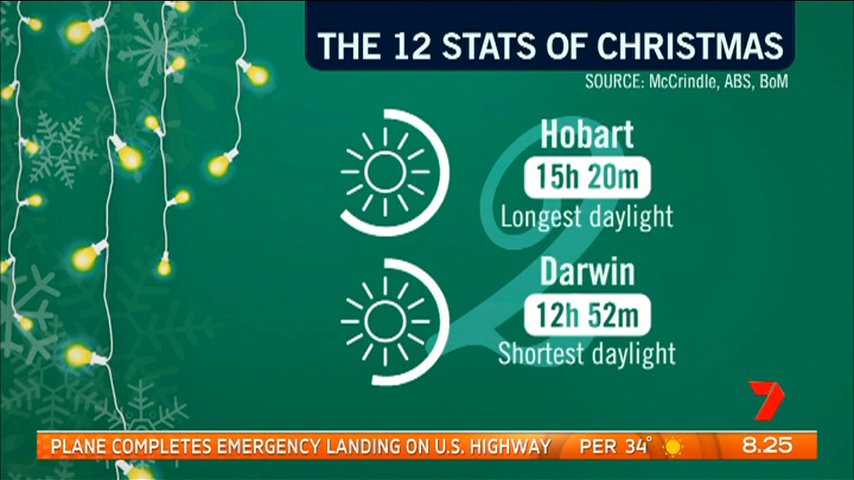 THE 12 STATS OF CHRISTMAS
SOURCE: McCrindle, ABS, BoM
2
Hobart
15h 20m
Longest daylight
Darwin
12h 52m
Shortest daylight
7
PLANE COMPLETES EMERGENCY LANDING ON U.S. HIGHWAY PER 34° 8.25